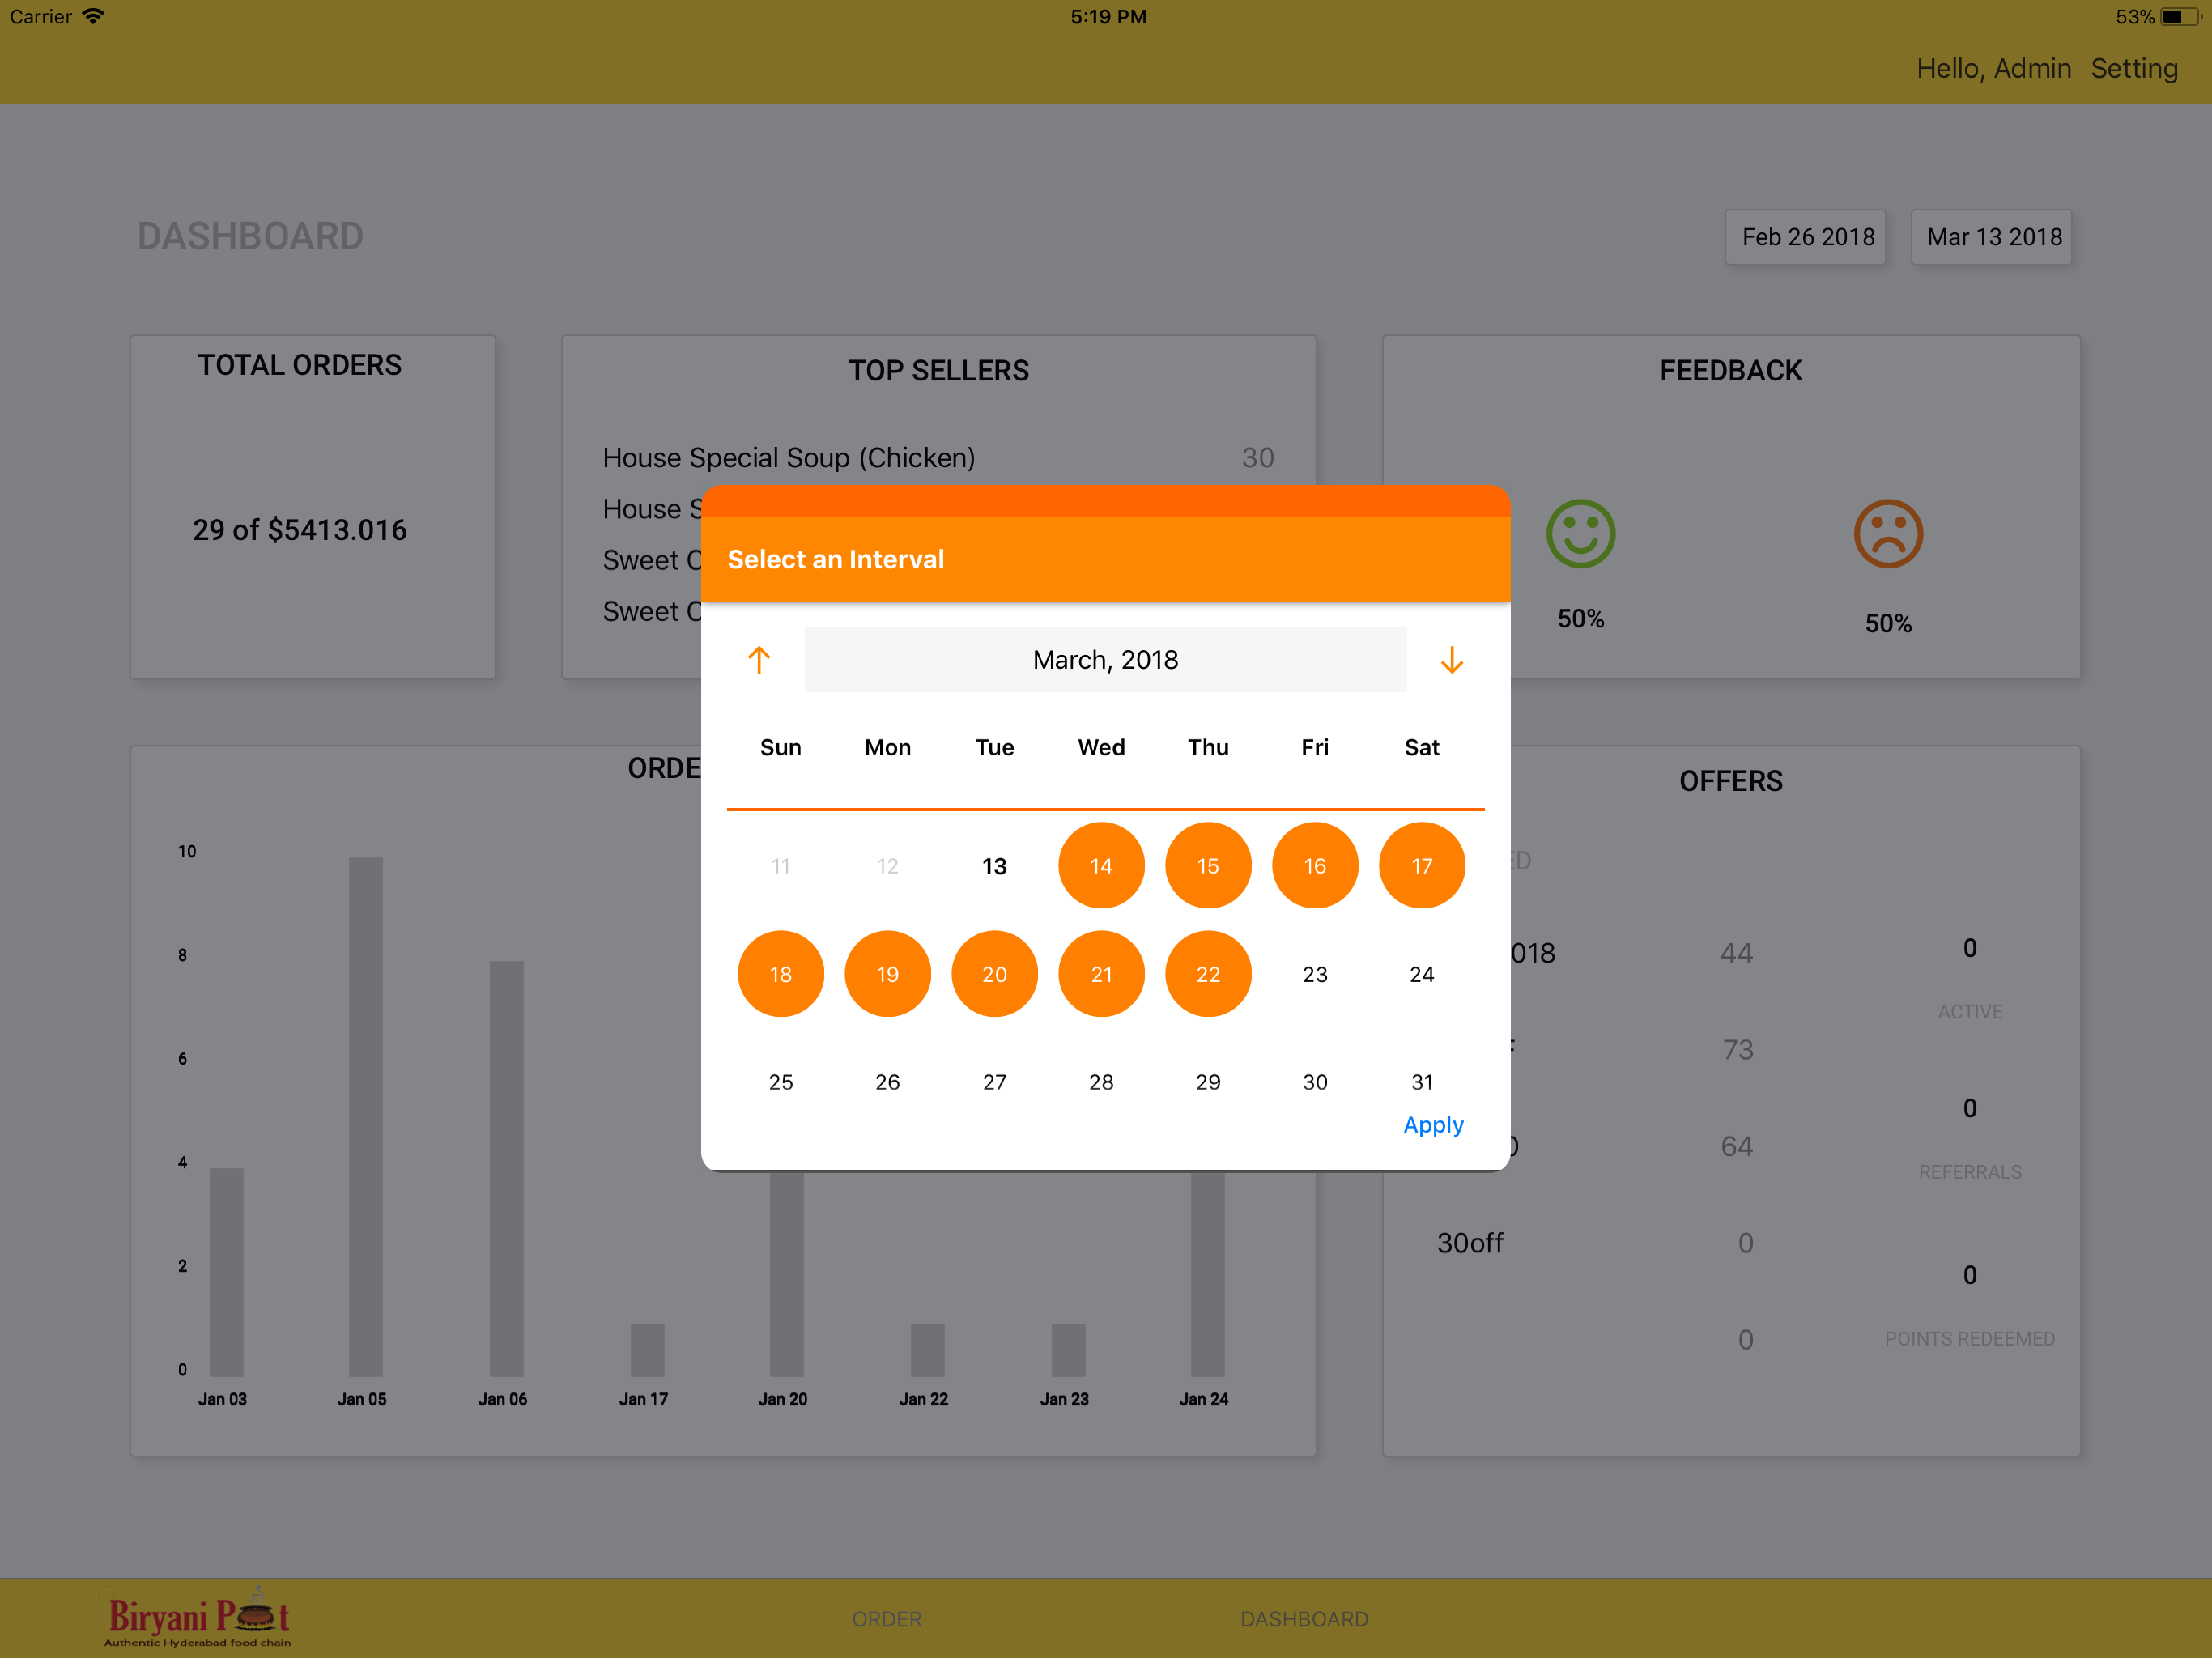 Carrier 5:19 PM 53%
Hello, Admin Setting
DASHBOARD Feb 26 2018 Mar 13 2018
TOTAL ORDERS
29 of $5413.016
TOP SELLERS
House Special Soup (Chicken) 30
House
Sweet
Sweet
FEEDBACK
50% 50%
Select an Interval
March, 2018
Sun Mon Tue Wed Thu Fri Sat
11 12 13 14 15 16 17
18 19 20 21 22 23 24
25 26 27 28 29 30 31
Apply
10
8
6
4
2
0
Jan 03 Jan 05 Jan 06 Jan 17 Jan 20 Jan 22 Jan 23 Jan 24
OFFERS
018 44
73
64
30off 0
0
0
ACTIVE
0
REFERRALS
0
POINTS REDEEMED
Biryani Pot
Authentic Hyderabad food chain
ORDER DASHBOARD